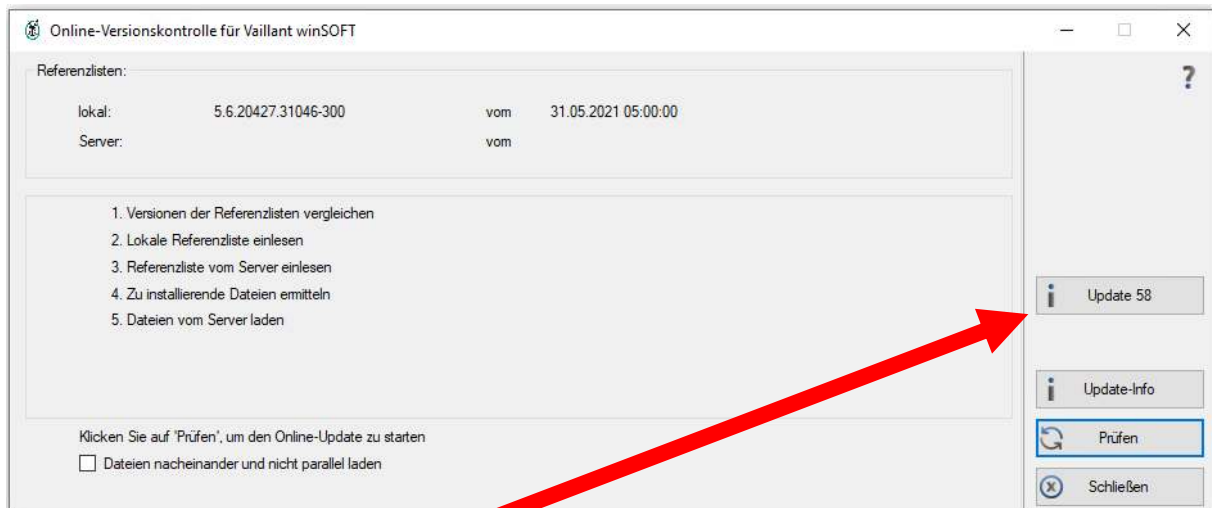 Online-Versionskontrolle für Vaillant winSOFT
?
Referenzlisten:
lokal: 5.6.20427.31046-300 vom 31.05.2021 05:00:00
Server: vom
1. Versionen der Referenzlisten vergleichen
2. Lokale Referenzliste einlesen
3. Referenzliste vom Server einlesen
4. Zu installierende Dateien ermitteln
5. Dateien vom Server laden
Update 58
Update-Info
Klicken Sie auf 'Prüfen', um den Online-Update zu starten
Prüfen
Dateien nacheinander und nicht parallel laden
Schließen